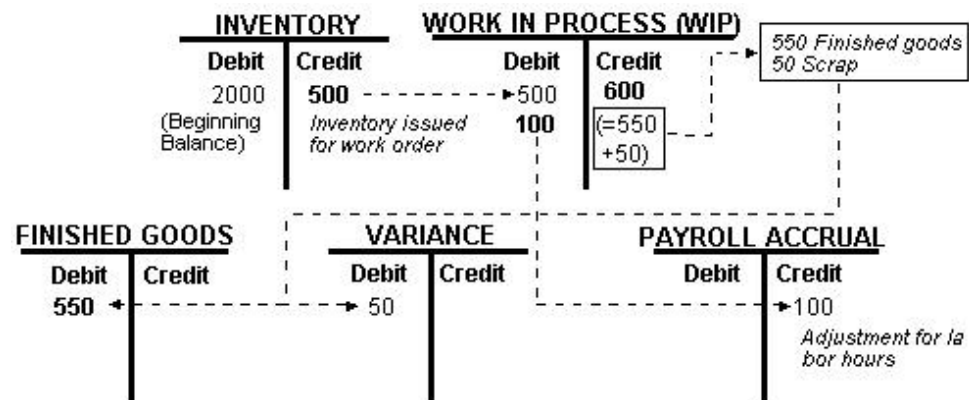 INVENTORY
Debit Credit
2000 500
(Beginning Balance)
Inventory issued
for work order
WORK IN PROCESS (WIP)
Debit Credit
500 600
100 (=550
+50)
550 Finished goods
50 Scrap
FINISHED GOODS
Debit Credit
550
VARIANCE
Debit Credit
50
PAYROLL ACCRUAL
Debit Credit
100
Adjustment for la
bor hours